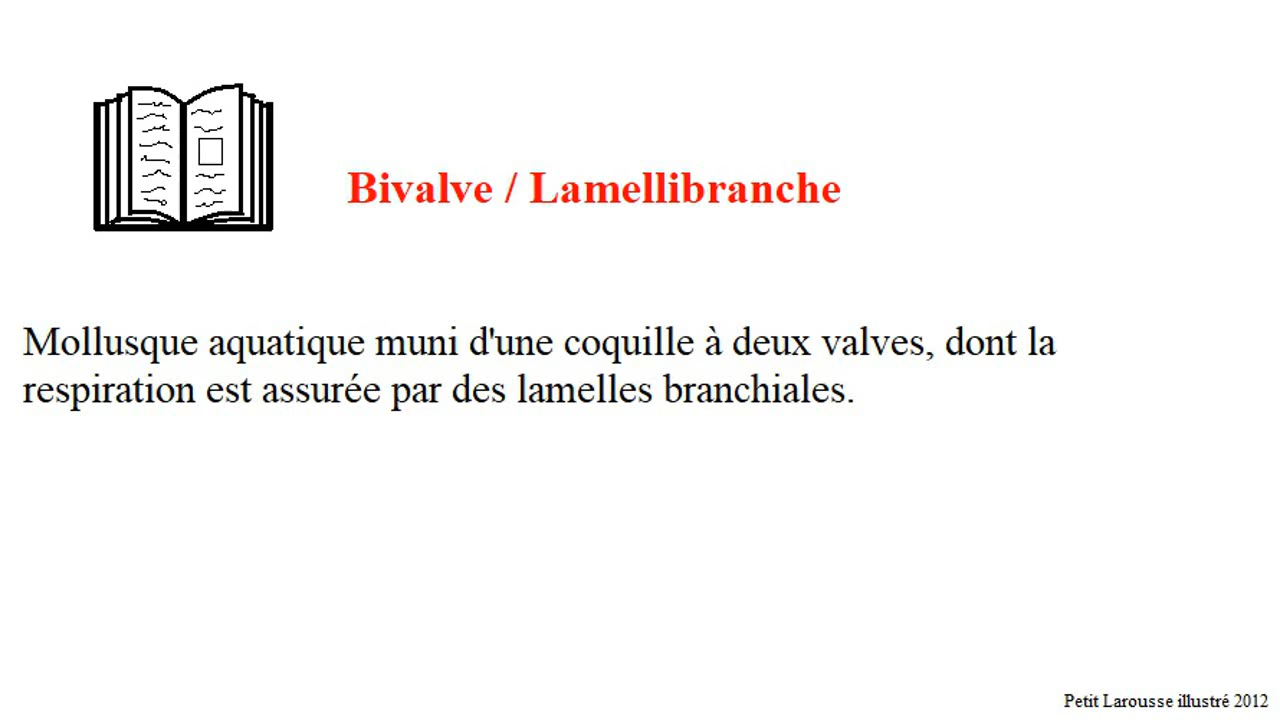 Bivalve / Lamellibranche
Mollusque aquatique muni d'une coquille à deux valves, dont la
respiration est assurée par des lamelles branchiales.
Petit Larousse illustré 2012